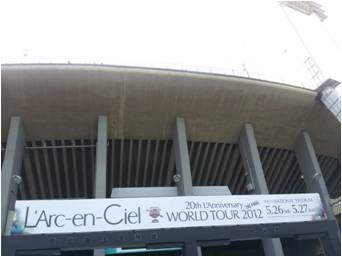 L'Arc~en~Ciel
20th L'Anniversary
WORLD TOUR 2012
NATIONAL STADIUM
5.26 5.27